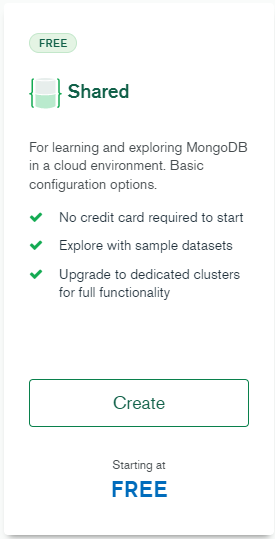 FREE
Shared
For learning and exploring MongoDB
in a cloud environment. Basic
configuration options.
No credit card required to start
Explore with sample datasets
Upgrade to dedicated clusters
for full functionality
Create
Starting at
FREE